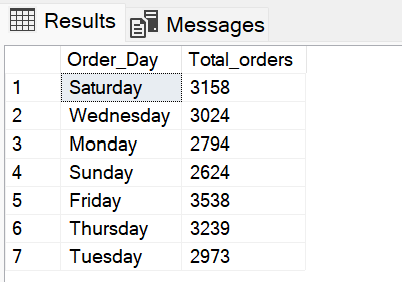 Results Messages
Order_Day Total_orders
1 Saturday 3158
2 Wednesday 3024
3 Monday 2794
4 Sunday 2624
5 Friday 3538
6 Thursday 3239
7 Tuesday 2973